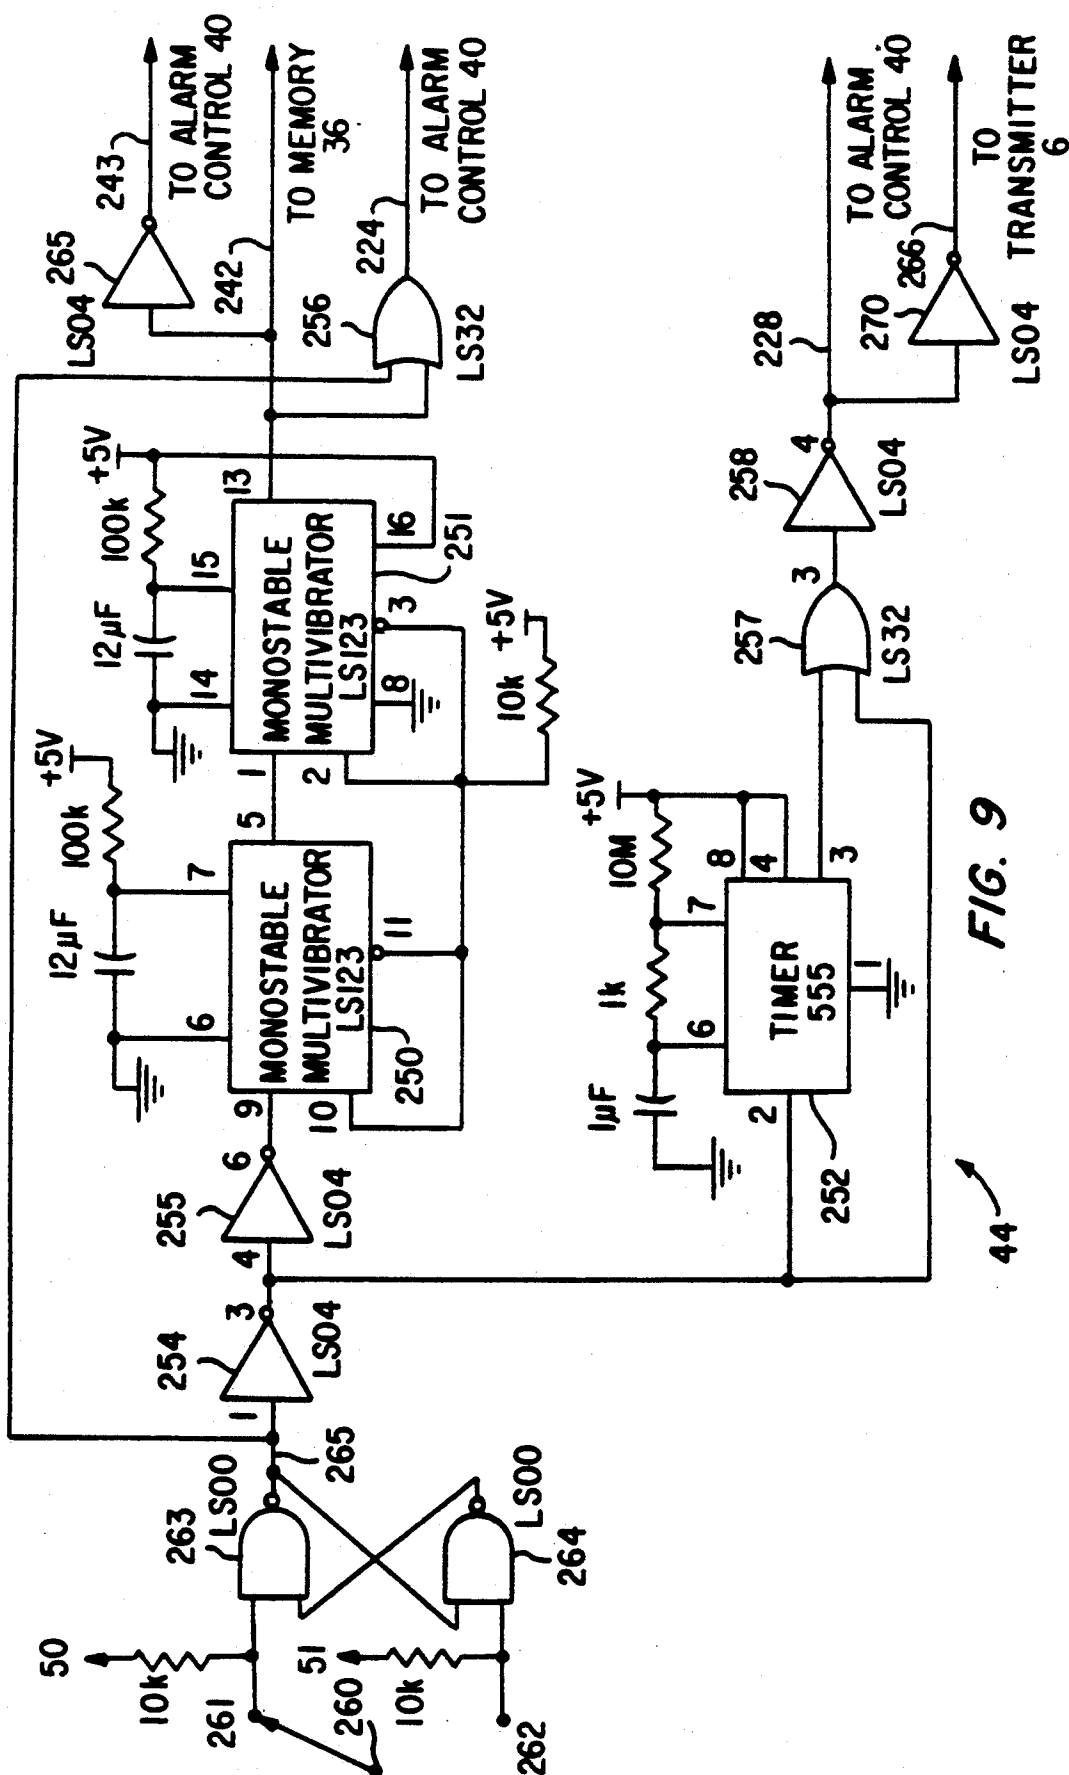 50
10k
261
260
51
10k
262
263
LS00
265
LS00
264
254
1
3
LS04
255
4
6
LS04
12µF
100k
+5V
6
7
9
10
MONOSTABLE
MULTIVIBRATOR
LS123
5
11
250
12µF
100k
+5V
14
15
1
2
MONOSTABLE
MULTIVIBRATOR
LS123
13
16
8
3
251
10k
+5V
LS04
265
243
TO ALARM
CONTROL 40
242
TO MEMORY
36
256
LS32
224
TO ALARM
CONTROL 40
1µF
1k
10M
+5V
6
7
8
4
2
TIMER
555
3
1
252
257
3
LS32
258
4
LS04
228
TO ALARM
CONTROL 40
270
LS04
266
TO
TRANSMITTER
6
44
FIG. 9